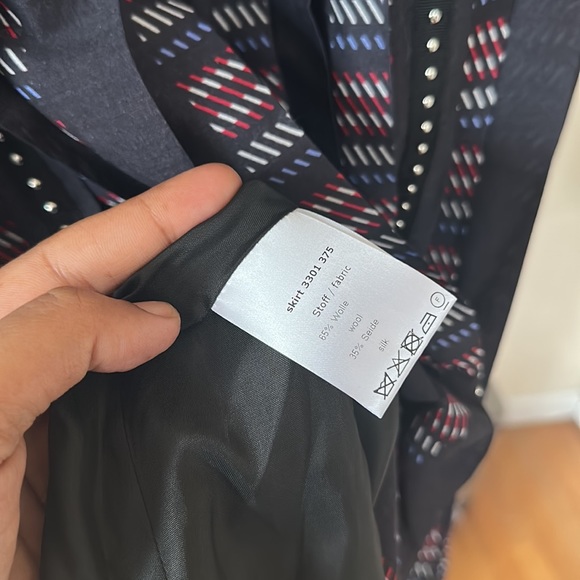 skirt 3301 375
Stoff / fabric
65% Wolle
wool
35% Seide
silk
F